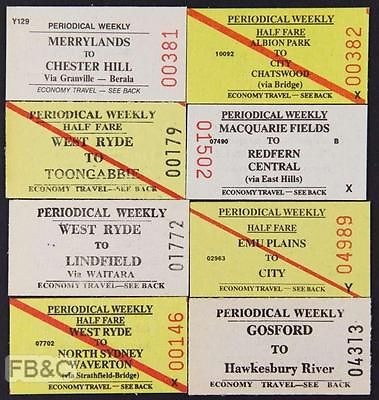 Y129
PERIODICAL WEEKLY
MERRYLANDS
TO
CHESTER HILL
Via Granville — Berala
ECONOMY TRAVEL — SEE BACK
00381
PERIODICAL WEEKLY
HALF FARE
ALBION PARK
10092 TO
CITY
CHATSWOOD
(via Bridge)
ECONOMY TRAVEL — SEE BACK
X
00382
PERIODICAL WEEKLY
HALF FARE
WEST RYDE
TO
TOONGABBIE
ECONOMY TRAVEL—SEE BACK
00179
01502
PERIODICAL WEEKLY
MACQUARIE FIELDS
07490 TO B
REDFERN
CENTRAL
(via East Hills)
ECONOMY TRAVEL — SEE BACK
X
PERIODICAL WEEKLY
WEST RYDE
TO
LINDFIELD
Via WAITARA
ECONOMY TRAVEL—SEE BACK
01772
PERIODICAL WEEKLY
HALF FARE
EMU PLAINS
02963 TO
CITY
ECONOMY TRAVEL — SEE BACK
Y
04989
PERIODICAL WEEKLY
HALF FARE
WEST RYDE
07702 TO
NORTH SYDNEY
WAVERTON
(via Strathfield-Bridge)
ECONOMY TRAVEL — SEE BACK
X
00146
PERIODICAL WEEKLY
GOSFORD
TO
Hawkesbury River
ECONOMY TRAVEL — SEE BACK
04313
FB&C